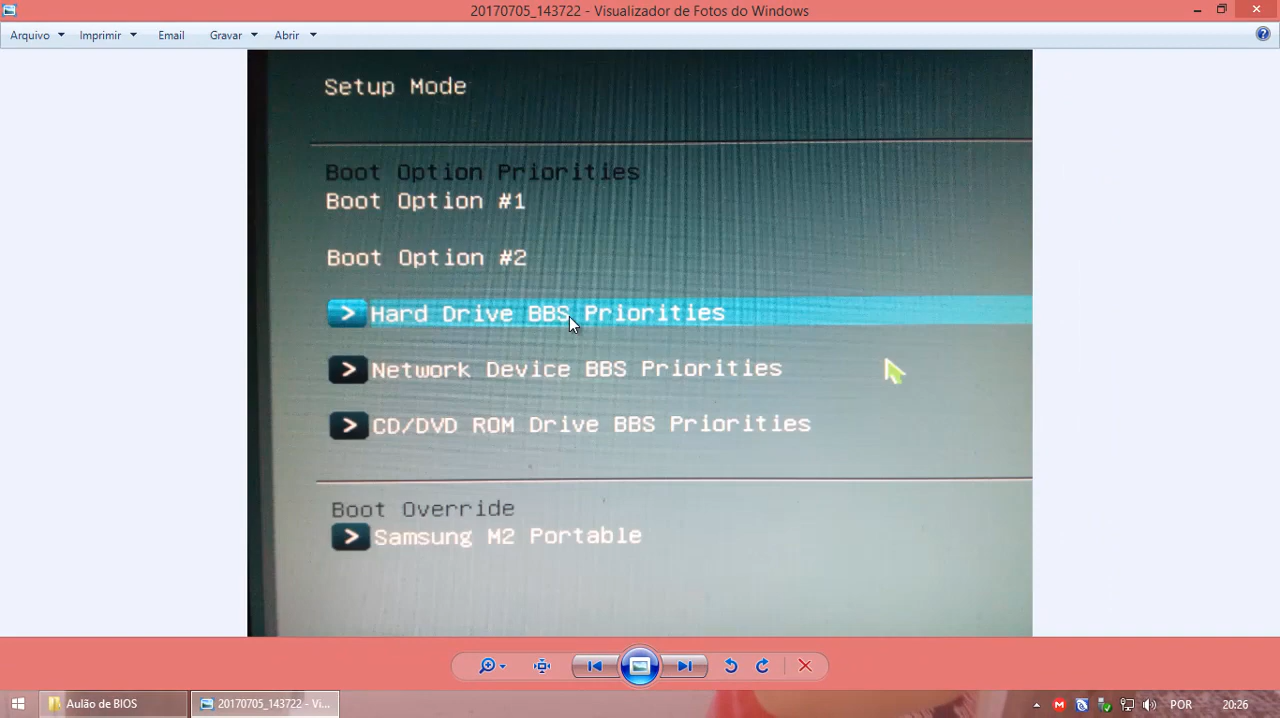 20170705_143722 - Visualizador de Fotos do Windows
Arquivo Imprimir Email Gravar Abrir
Setup Mode
Boot Option Priorities
Boot Option #1
Boot Option #2
> Hard Drive BBS Priorities
> Network Device BBS Priorities
> CD/DVD ROM Drive BBS Priorities
Boot Override
> Samsung M2 Portable
Aulão de BIOS
20170705_143722 - Vi...
POR
20:26